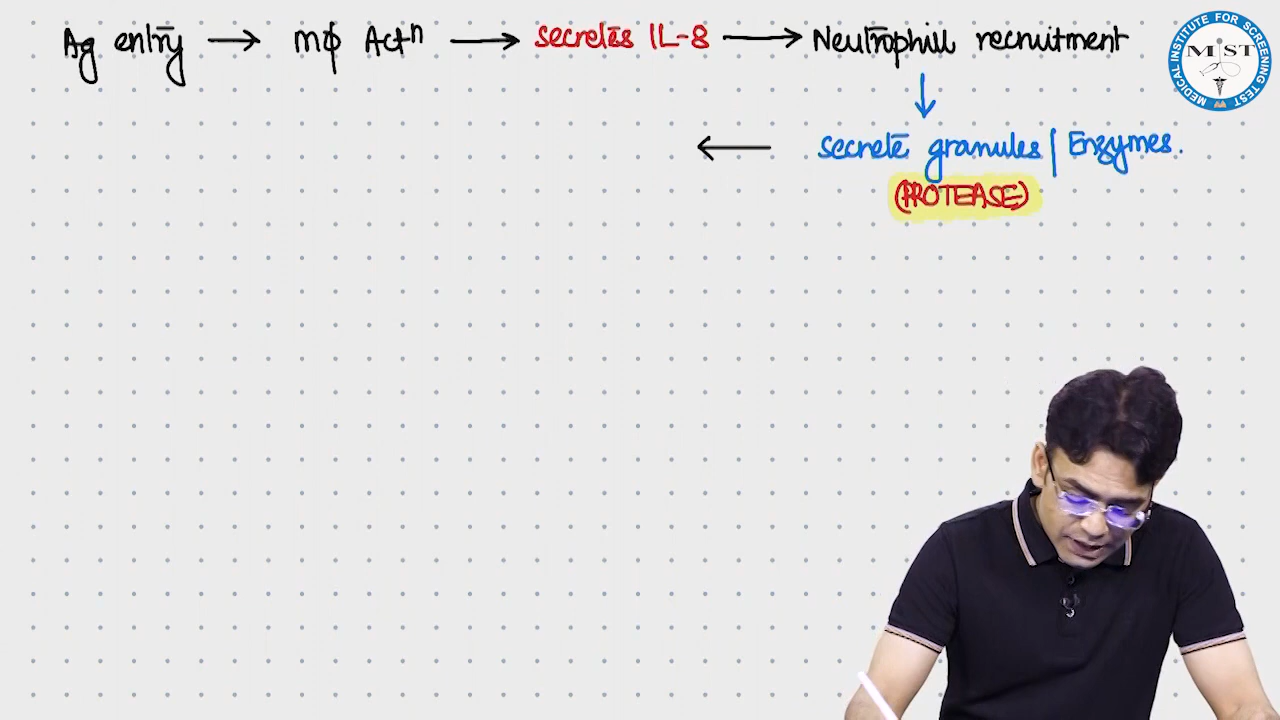 Ag entry → mϕ Actⁿ → secretes IL-8 → Neutrophill recruitment
↓
← secrete granules | Enzymes.
(PROTEASE)
MEDICAL INSTITUTE FOR SCREENING TEST
MIST